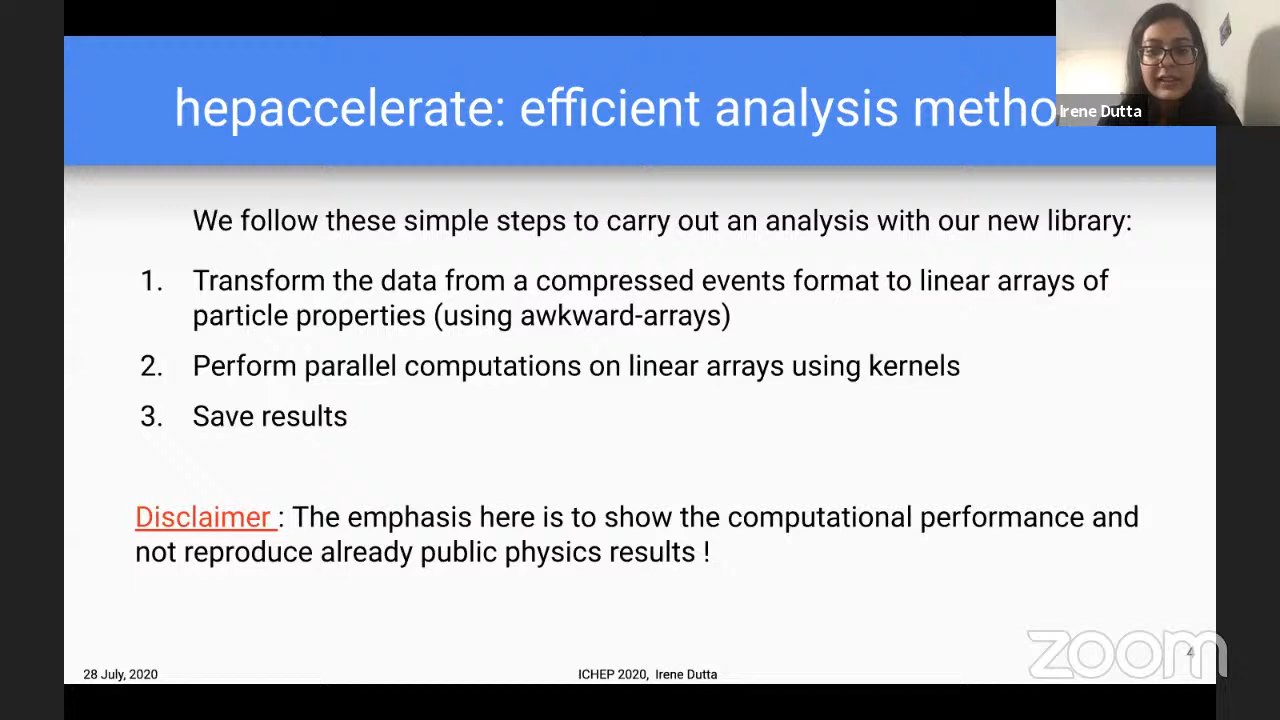 hepaccelerate: efficient analysis metho
Irene Dutta
We follow these simple steps to carry out an analysis with our new library:
1. Transform the data from a compressed events format to linear arrays of
particle properties (using awkward-arrays)
2. Perform parallel computations on linear arrays using kernels
3. Save results
Disclaimer : The emphasis here is to show the computational performance and
not reproduce already public physics results !
28 July, 2020
ICHEP 2020, Irene Dutta
4
zoom